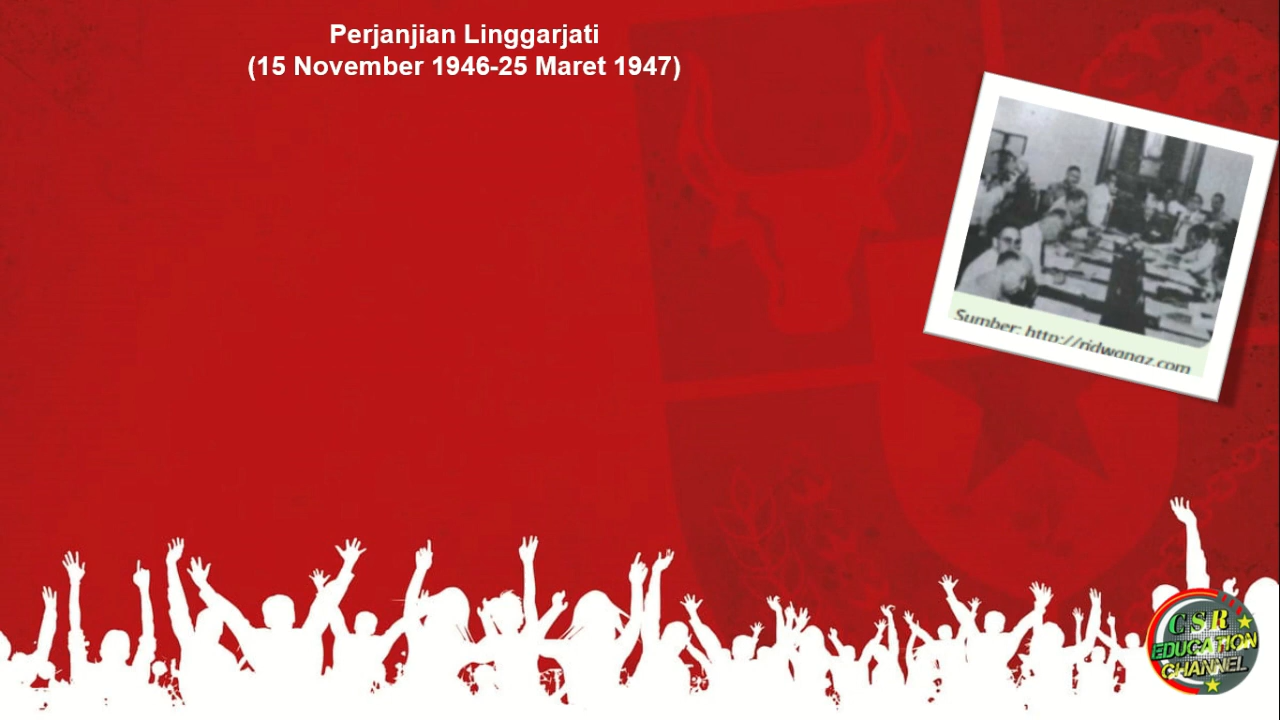 Perjanjian Linggarjati
(15 November 1946-25 Maret 1947)
Sumber: http://ridwanaz.com
CSR
EDUCATION
CHANNEL